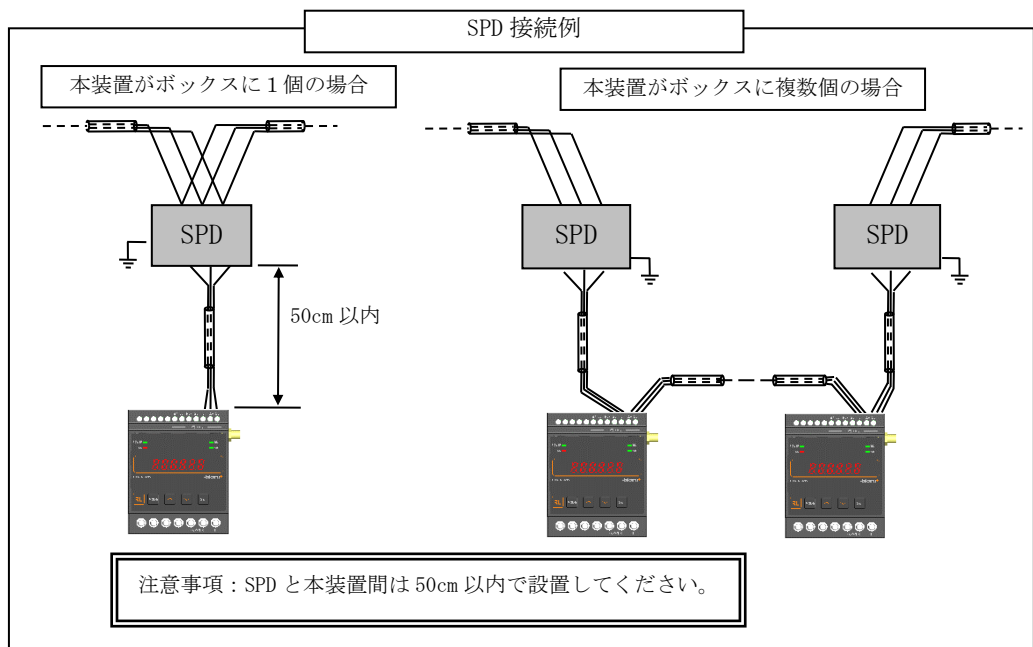 SPD 接続例
本装置がボックスに１個の場合
本装置がボックスに複数個の場合
SPD
SPD
SPD
50cm 以内
注意事項：SPD と本装置間は 50cm 以内で設置してください。